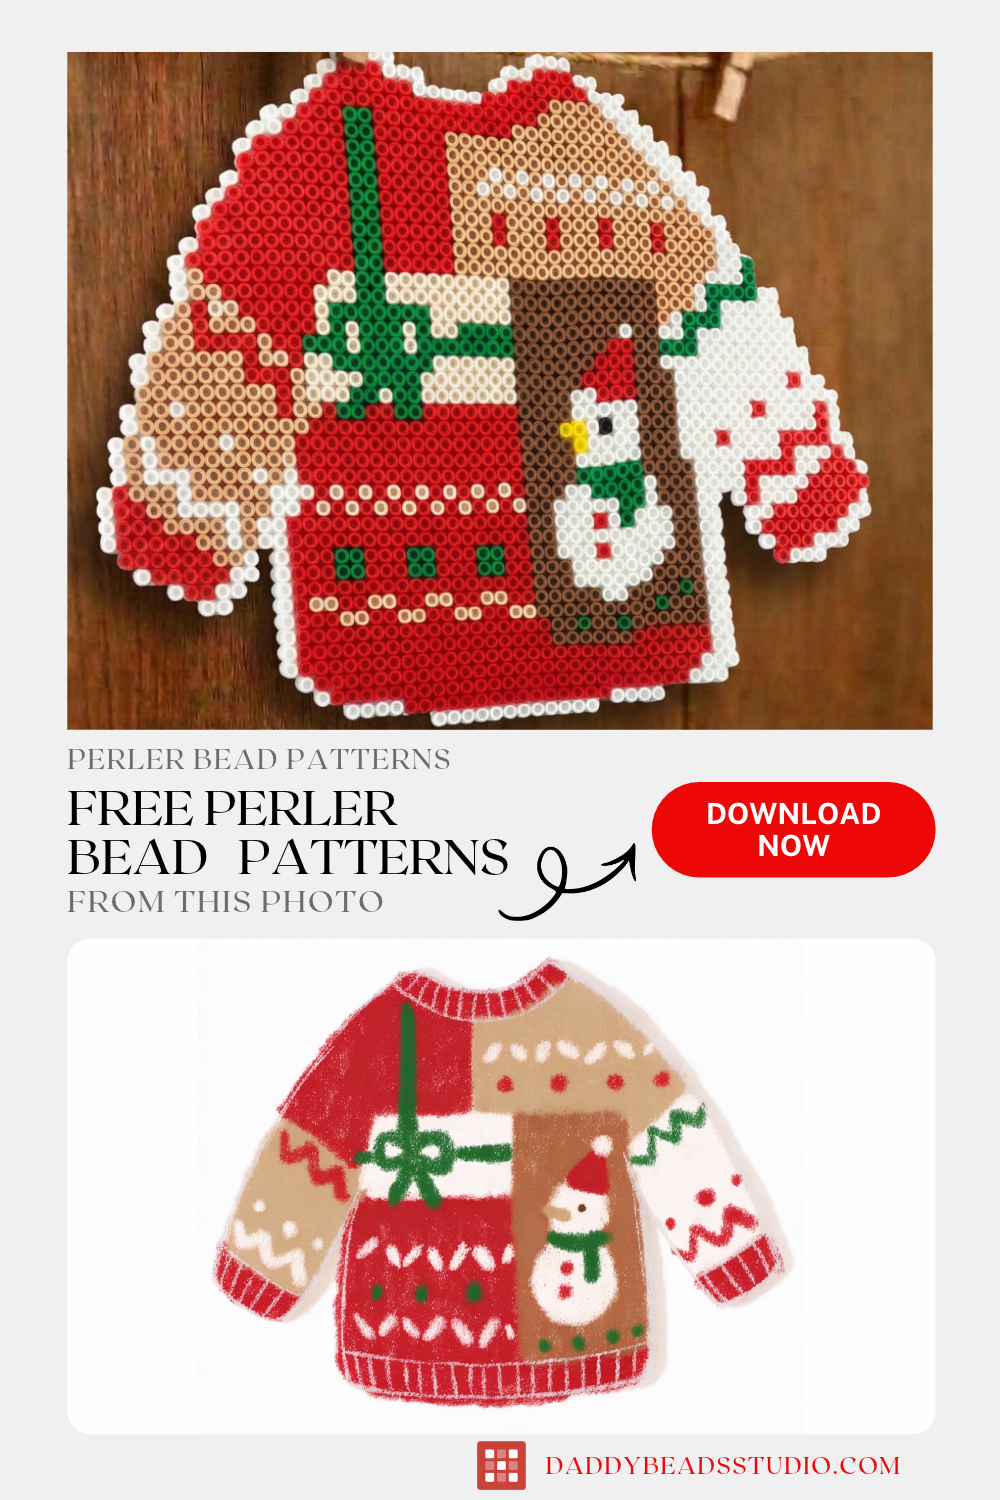 PERLER BEAD PATTERNS
FREE PERLER
BEAD PATTERNS
FROM THIS PHOTO
DOWNLOAD
NOW
DADDYBEADSSTUDIO.COM